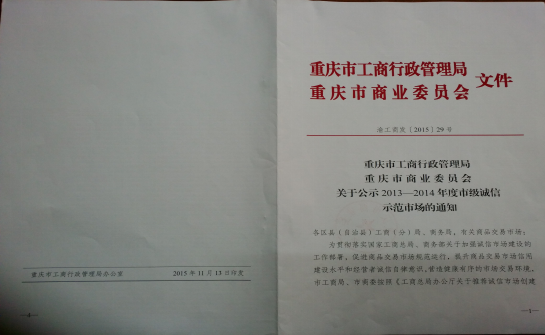 重庆市工商行政管理局办公室 2015年11月13日印发
—4—
重庆市工商行政管理局
重庆市商业委员会
文件
渝工商发〔2015〕29号
重庆市工商行政管理局
重庆市商业委员会
关于公示2013—2014年度市级诚信
示范市场的通知
各区县（自治县）工商（分）局、商务局，有关商品交易市场：
为贯彻落实国家工商总局、商务部关于加强诚信市场建设的
工作部署，促进商品交易市场规范运行，提升商品交易市场信用
建设水平和经营者诚信自律意识，营造健康有序的市场交易环境，
市工商局、市商委按照《工商总局办公厅关于推荐诚信市场创建
—1—